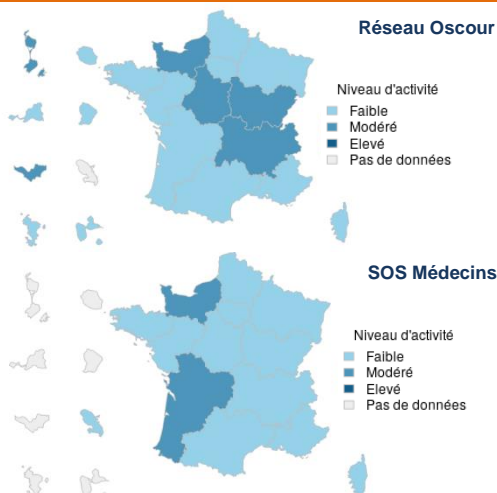 Réseau Oscour
Niveau d'activité
Faible
Modéré
Elevé
Pas de données
SOS Médecins
Niveau d'activité
Faible
Modéré
Elevé
Pas de données